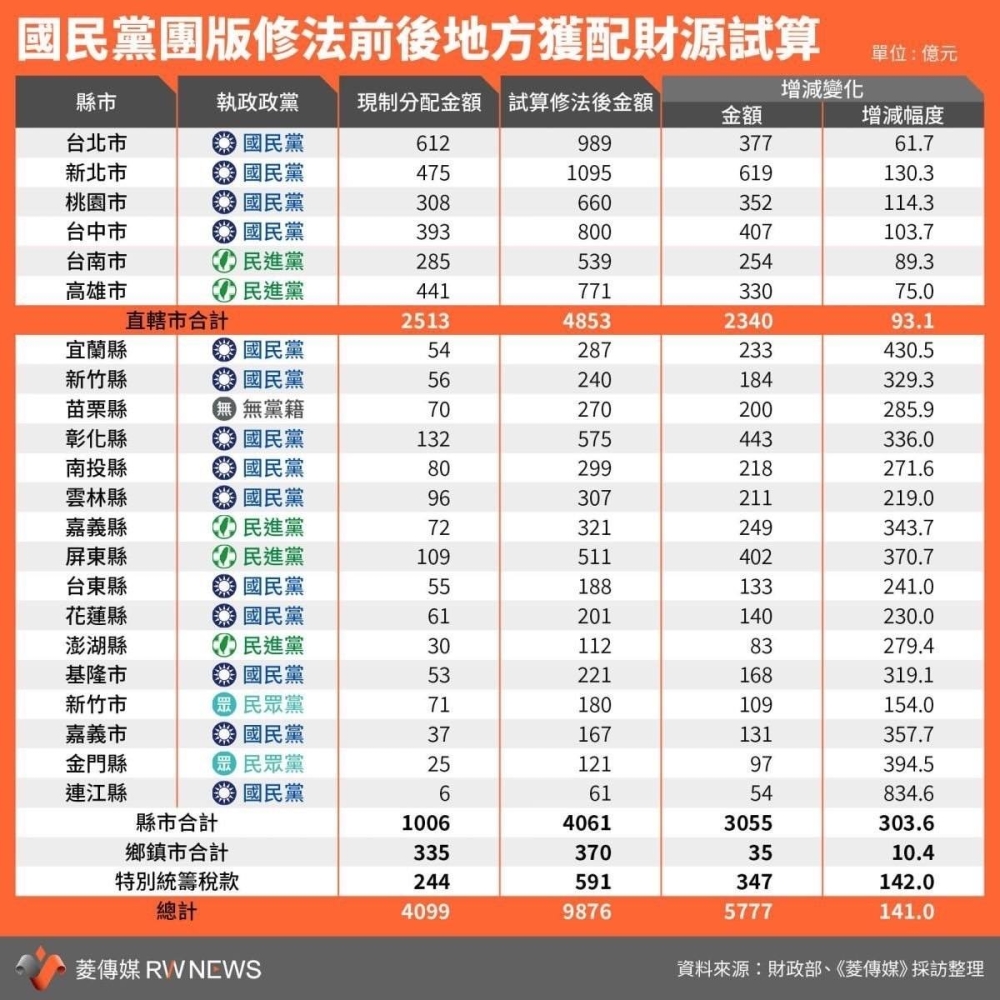 國民黨團版修法前後地方獲配財源試算 單位:億元
縣市 執政政黨 現制分配金額 試算修法後金額 增減變化
金額 增減幅度
台北市 國民黨 612 989 377 61.7
新北市 國民黨 475 1095 619 130.3
桃園市 國民黨 308 660 352 114.3
台中市 國民黨 393 800 407 103.7
台南市 民進黨 285 539 254 89.3
高雄市 民進黨 441 771 330 75.0
直轄市合計 2513 4853 2340 93.1
宜蘭縣 國民黨 54 287 233 430.5
新竹縣 國民黨 56 240 184 329.3
苗栗縣 無 無黨籍 70 270 200 285.9
彰化縣 國民黨 132 575 443 336.0
南投縣 國民黨 80 299 218 271.6
雲林縣 國民黨 96 307 211 219.0
嘉義縣 民進黨 72 321 249 343.7
屏東縣 民進黨 109 511 402 370.7
台東縣 國民黨 55 188 133 241.0
花蓮縣 國民黨 61 201 140 230.0
澎湖縣 民進黨 30 112 83 279.4
基隆市 國民黨 53 221 168 319.1
新竹市 眾 民眾黨 71 180 109 154.0
嘉義市 國民黨 37 167 131 357.7
金門縣 眾 民眾黨 25 121 97 394.5
連江縣 國民黨 6 61 54 834.6
縣市合計 1006 4061 3055 303.6
鄉鎮市合計 335 370 35 10.4
特別統籌稅款 244 591 347 142.0
總計 4099 9876 5777 141.0
菱傳媒 RW NEWS 資料來源:財政部、《菱傳媒》採訪整理